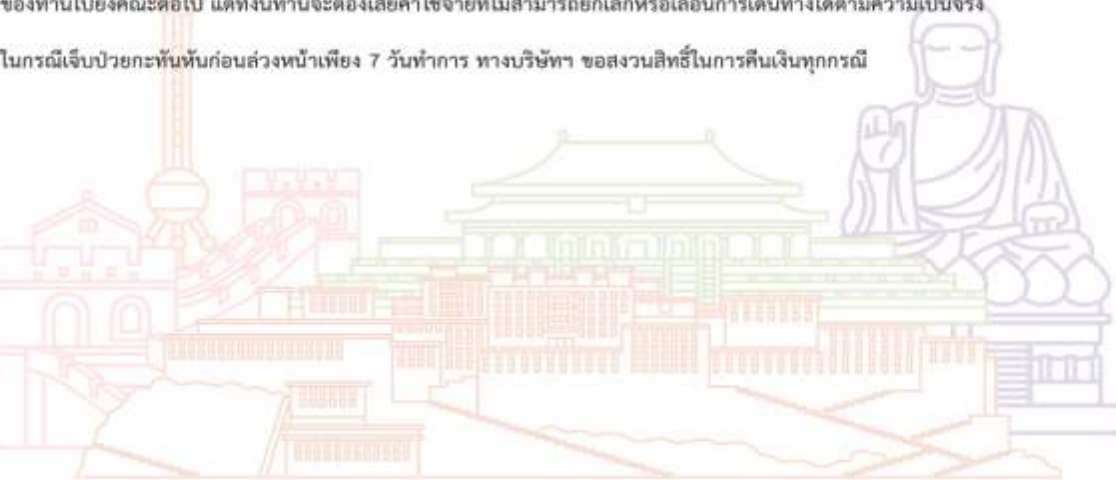 ของท่านไปยังคณะต่อไป แต่ทั้งนี้ท่านจะต้องเสียค่าใช้จ่ายที่ไม่สามารถยกเลิกหรือเลื่อนการเดินทางได้ตามความเป็นจริง
ในกรณีเจ็บป่วยกะทันหันก่อนล่วงหน้าเพียง 7 วันทำการ ทางบริษัทฯ ขอสงวนสิทธิ์ในการคืนเงินทุกกรณี